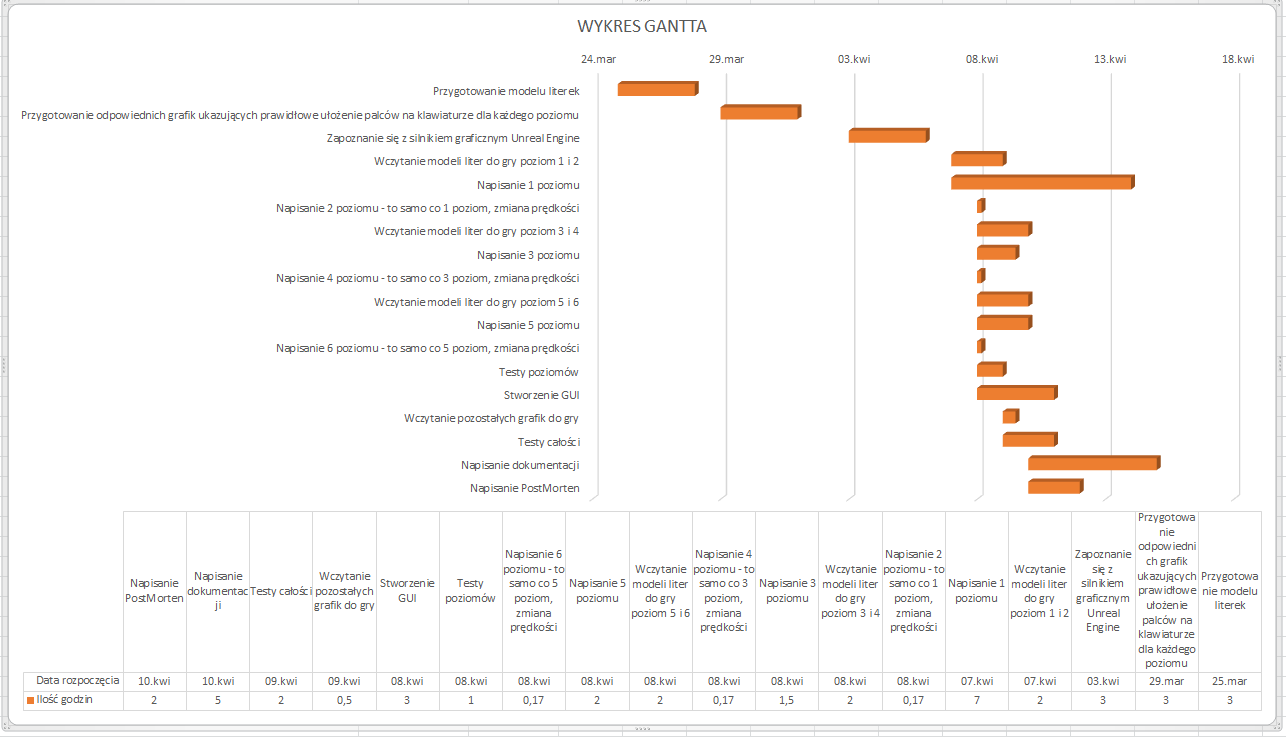 WYKRES GANTTA
24.mar 29.mar 03.kwi 08.kwi 13.kwi 18.kwi
Przygotowanie modelu literek
Przygotowanie odpowiednich grafik ukazujących prawidłowe ułożenie palców na klawiaturze dla każdego poziomu
Zapoznanie się z silnikiem graficznym Unreal Engine
Wczytanie modeli liter do gry poziom 1 i 2
Napisanie 1 poziomu
Napisanie 2 poziomu - to samo co 1 poziom, zmiana prędkości
Wczytanie modeli liter do gry poziom 3 i 4
Napisanie 3 poziomu
Napisanie 4 poziomu - to samo co 3 poziom, zmiana prędkości
Wczytanie modeli liter do gry poziom 5 i 6
Napisanie 5 poziomu
Napisanie 6 poziomu - to samo co 5 poziom, zmiana prędkości
Testy poziomów
Stworzenie GUI
Wczytanie pozostałych grafik do gry
Testy całości
Napisanie dokumentacji
Napisanie PostMorten
Napisanie
PostMorten
Napisanie
dokumentac
ji
Testy całości
Wczytanie
pozostałych
grafik do gry
Stworzenie
GUI
Testy
poziomów
Napisanie 6
poziomu - to
samo co 5
poziom,
zmiana
prędkości
Napisanie 5
poziomu
Wczytanie
modeli liter
do gry
poziom 5 i 6
Napisanie 4
poziomu - to
samo co 3
poziom,
zmiana
prędkości
Napisanie 3
poziomu
Wczytanie
modeli liter
do gry
poziom 3 i 4
Napisanie 2
poziomu - to
samo co 1
poziom,
zmiana
prędkości
Napisanie 1
poziomu
Wczytanie
modeli liter
do gry
poziom 1 i 2
Zapoznanie
się z
silnikiem
graficznym
Unreal
Engine
Przygotowa
nie
odpowiedni
ch grafik
ukazujących
prawidłowe
ułożenie
palców na
klawiaturze
dla każdego
poziomu
Przygotowa
nie modelu
literek
Data rozpoczęcia 10.kwi 10.kwi 09.kwi 09.kwi 08.kwi 08.kwi 08.kwi 08.kwi 08.kwi 08.kwi 08.kwi 08.kwi 08.kwi 07.kwi 07.kwi 03.kwi 29.mar 25.mar
Ilość godzin 2 5 2 0,5 3 1 0,17 2 2 0,17 1,5 2 0,17 7 2 3 3 3